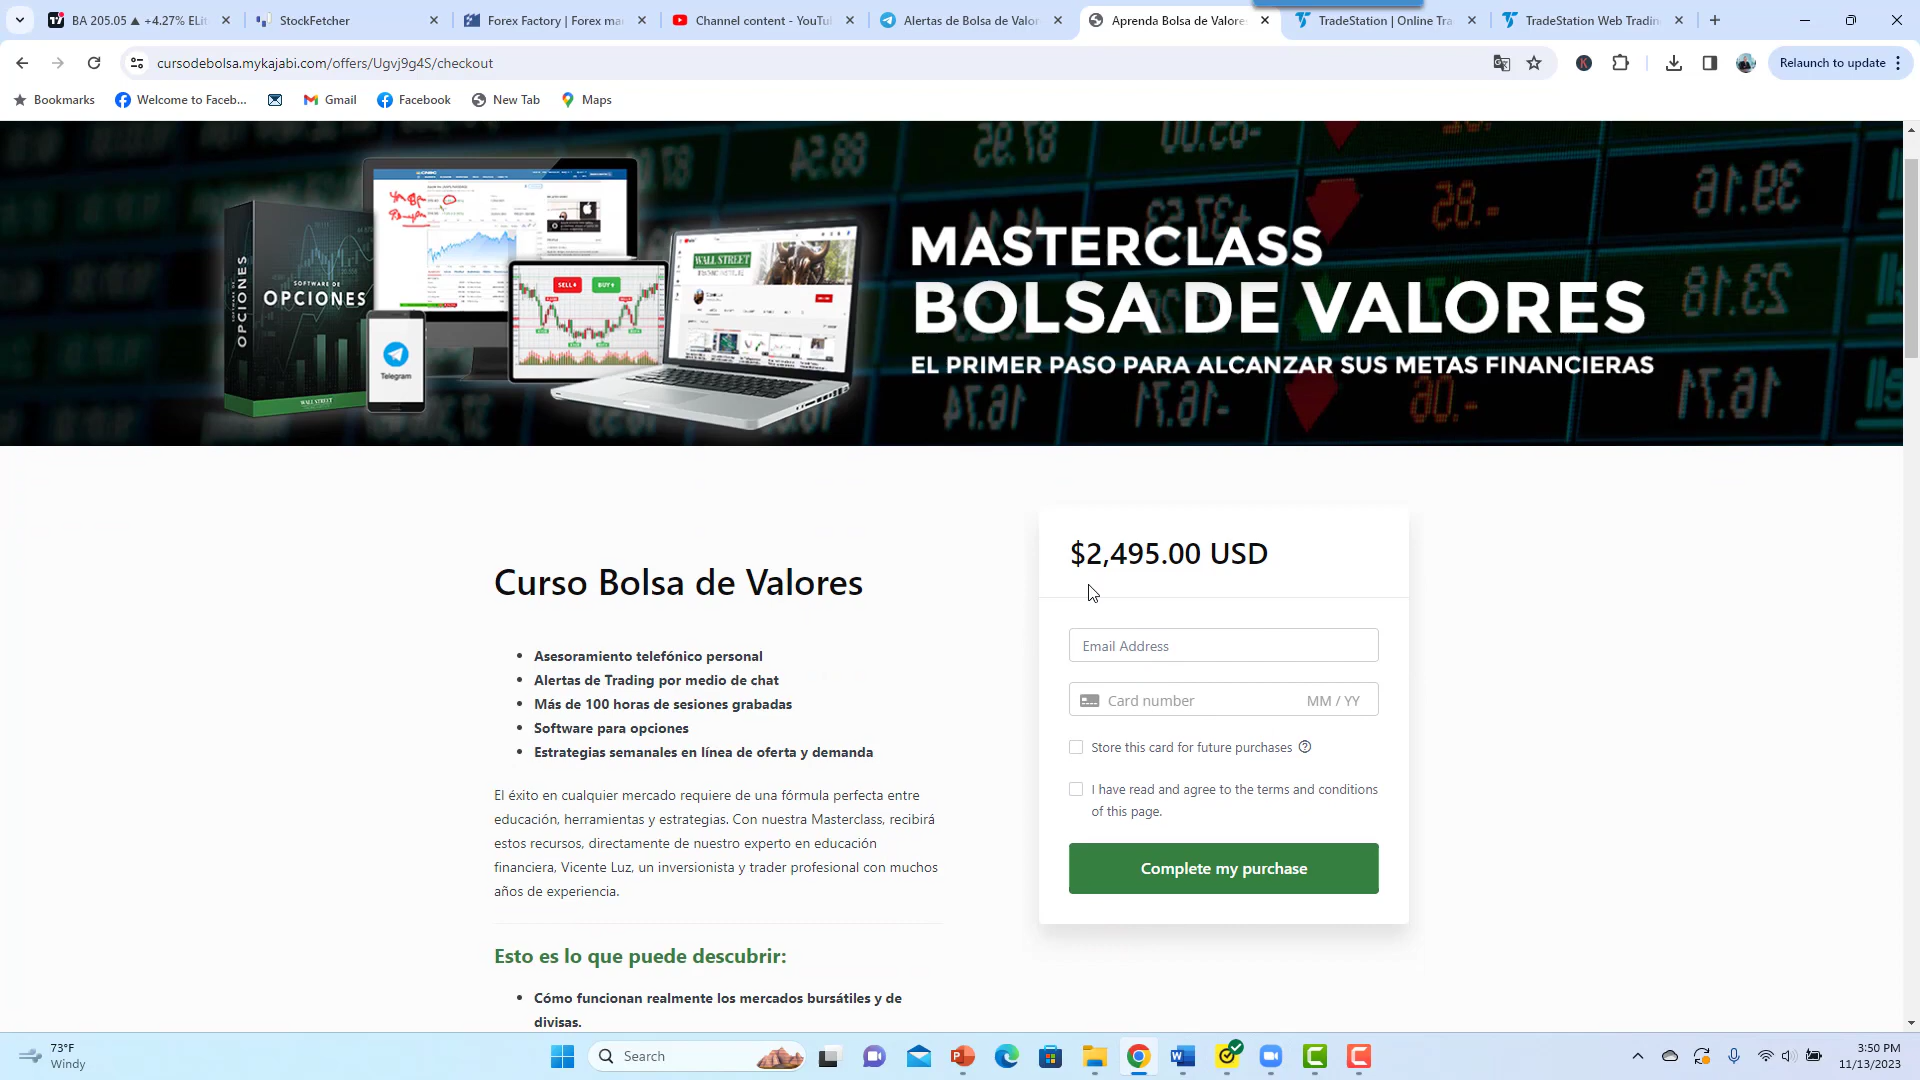 BA 205.05 ▲ +4.27% ELi
StockFetcher
Forex Factory | Forex ma
Channel content - YouTu
Alertas de Bolsa de Valor
Aprenda Bolsa de Valore
TradeStation | Online Tra
TradeStation Web Tradin
cursodebolsa.mykajabi.com/offers/Ugvj9g4S/checkout
Relaunch to update
Bookmarks
Welcome to Faceb...
Gmail
Facebook
New Tab
Maps
SOFTWARE DE
OPCIONES
OPCIONES
WALL STREET
Telegram
SELL
BUY
WALL STREET
MASTERCLASS
BOLSA DE VALORES
EL PRIMER PASO PARA ALCANZAR SUS METAS FINANCIERAS
Curso Bolsa de Valores
Asesoramiento telefónico personal
Alertas de Trading por medio de chat
Más de 100 horas de sesiones grabadas
Software para opciones
Estrategias semanales en línea de oferta y demanda
El éxito en cualquier mercado requiere de una fórmula perfecta entre
educación, herramientas y estrategias. Con nuestra Masterclass, recibirá
estos recursos, directamente de nuestro experto en educación
financiera, Vicente Luz, un inversionista y trader profesional con muchos
años de experiencia.
Esto es lo que puede descubrir:
Cómo funcionan realmente los mercados bursátiles y de
divisas.
$2,495.00 USD
Email Address
Card number MM / YY
Store this card for future purchases
I have read and agree to the terms and conditions
of this page.
Complete my purchase
73°F
Windy
Search
3:50 PM
11/13/2023